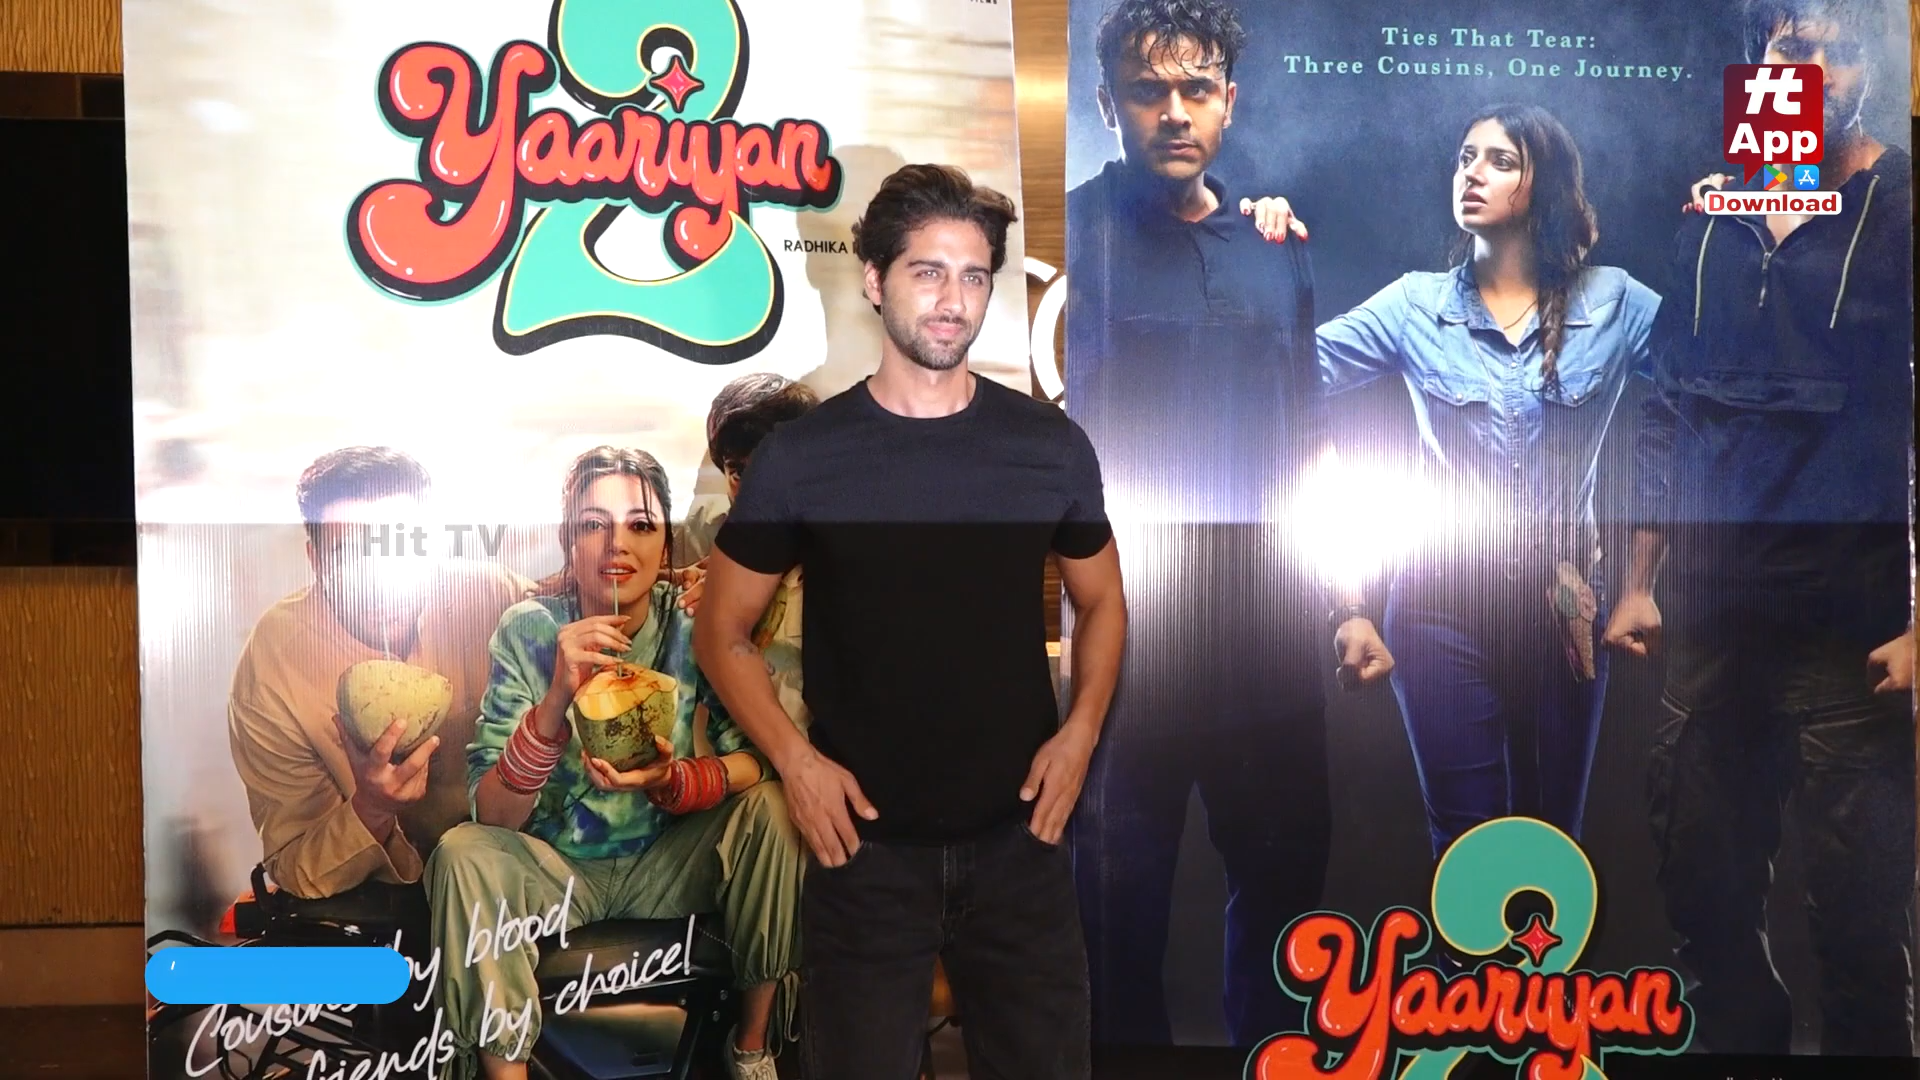 2
Yaariyan
RADHIKA
Hit TV
Cousins by blood
friends by choice!
Ties That Tear:
Three Cousins, One Journey.
App
Download
2
Yaariyan